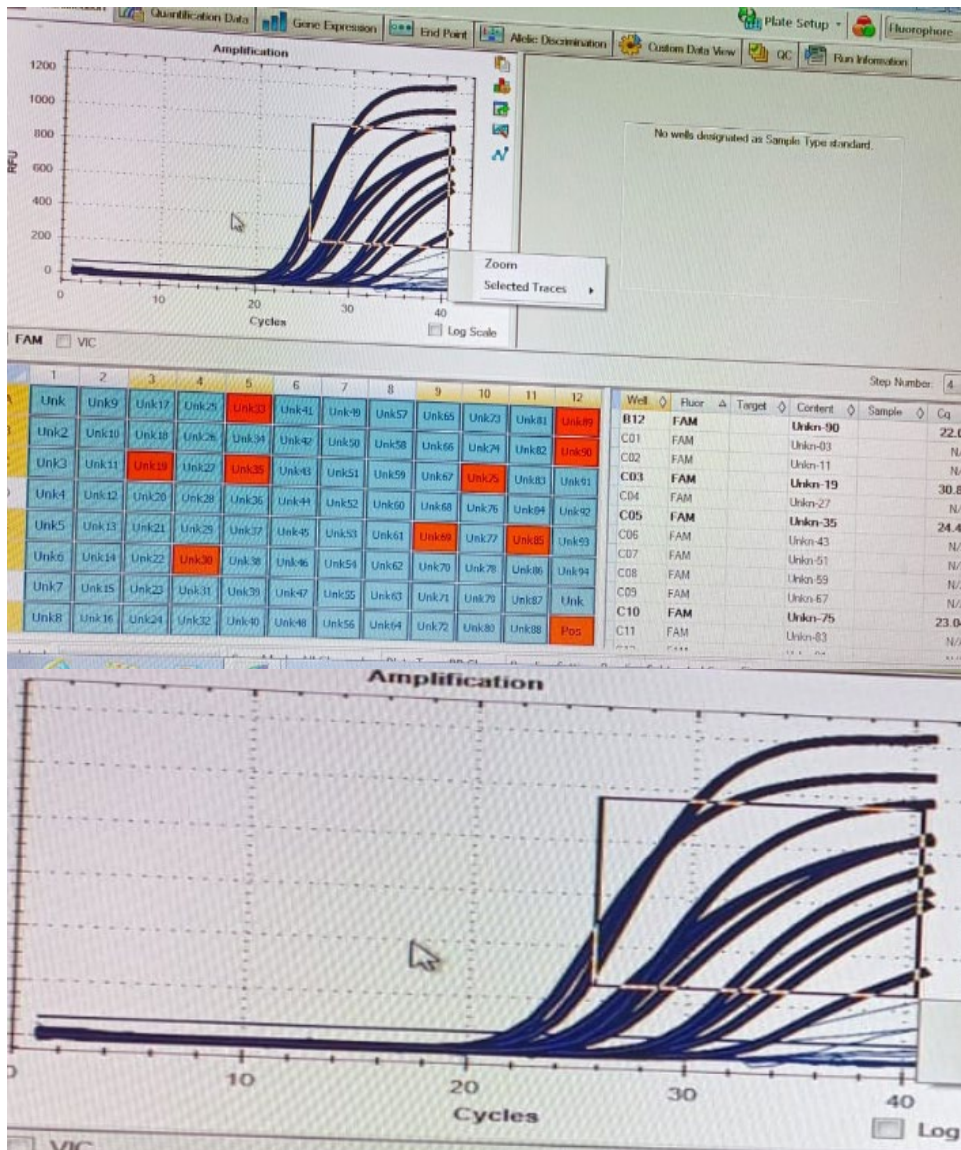 Quantification Data Gene Expression End Point Allelic Discrimination Custom Data View QC Run Information
Plate Setup Fluorophore
Amplification
1200
1000
800
600
400
200
0
RFU
0 10 20 30 40
Cycles
Log Scale
Zoom
Selected Traces
No wells designated as Sample Type standard.
FAM VIC
Step Number: 4
1 2 3 4 5 6 7 8 9 10 11 12
Unk Unk9 Unk17 Unk25 Unk33 Unk41 Unk49 Unk57 Unk65 Unk73 Unk81 Unk89
Unk2 Unk10 Unk18 Unk26 Unk34 Unk42 Unk50 Unk58 Unk66 Unk74 Unk82 Unk90
Unk3 Unk11 Unk19 Unk27 Unk35 Unk43 Unk51 Unk59 Unk67 Unk75 Unk83 Unk91
Unk4 Unk12 Unk20 Unk28 Unk36 Unk44 Unk52 Unk60 Unk68 Unk76 Unk84 Unk92
Unk5 Unk13 Unk21 Unk29 Unk37 Unk45 Unk53 Unk61 Unk69 Unk77 Unk85 Unk93
Unk6 Unk14 Unk22 Unk30 Unk38 Unk46 Unk54 Unk62 Unk70 Unk78 Unk86 Unk94
Unk7 Unk15 Unk23 Unk31 Unk39 Unk47 Unk55 Unk63 Unk71 Unk79 Unk87 Unk
Unk8 Unk16 Unk24 Unk32 Unk40 Unk48 Unk56 Unk64 Unk72 Unk80 Unk88 Pos
Well Fluor Target Content Sample Cq
B12 FAM Unkn-90 22.0
C01 FAM Unkn-03 N/
C02 FAM Unkn-11 N/
C03 FAM Unkn-19 30.8
C04 FAM Unkn-27 N/
C05 FAM Unkn-35 24.4
C06 FAM Unkn-43 N/
C07 FAM Unkn-51 N/
C08 FAM Unkn-59 N/
C09 FAM Unkn-67 N/
C10 FAM Unkn-75 23.04
C11 FAM Unkn-83 N/
Amplification
10 20 30 40
Cycles
Log
VIC